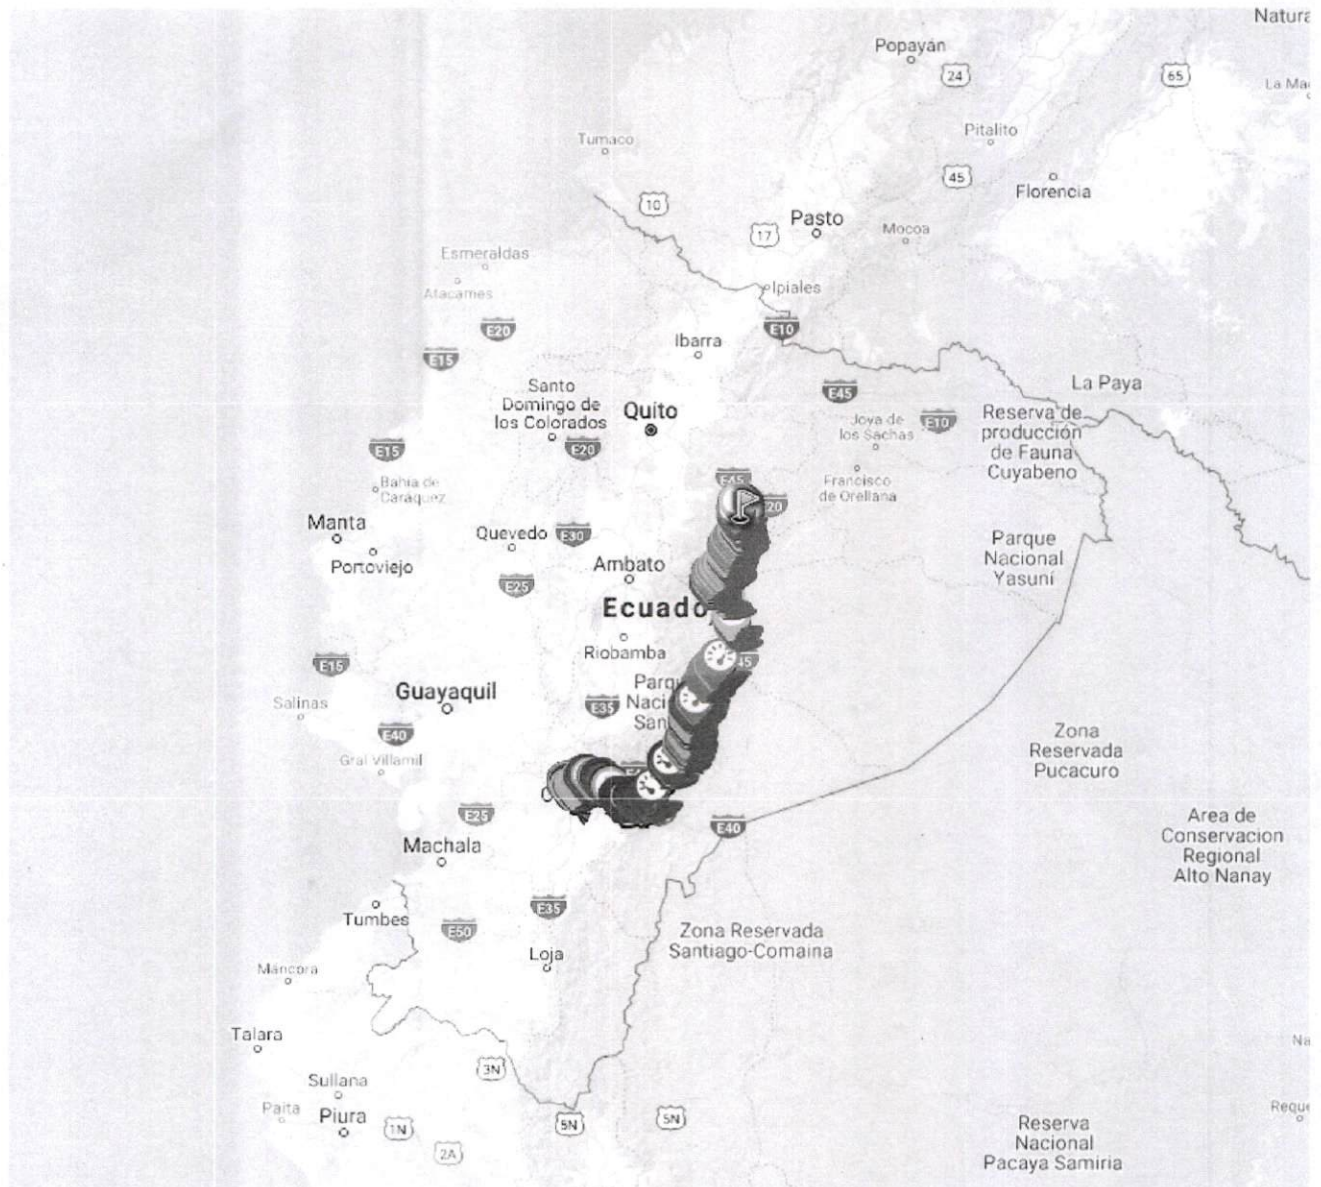 Natura
Popayán
24
65
La Ma
Tumaco
Pitalito
45
Florencia
10
Pasto
17
Mocoa
Esmeraldas
Atacames
Ipiales
E20
E10
Ibarra
E15
La Paya
Santo
Domingo de
los Colorados
Quito
E45
Joya de
los Sachas
E10
Reserva de
producción
de Fauna
Cuyabeno
E15
E20
Bahía de
Caráquez
E45
20
Francisco
de Orellana
Manta
Portoviejo
Quevedo
E30
Parque
Nacional
Yasuní
Ambato
E25
Ecuado
Riobamba
E15
45
Parq
Naci
San
Guayaquil
Salinas
E35
E40
Gral Villamil
Zona
Reservada
Pucacuro
E25
E40
Machala
Area de
Conservacion
Regional
Alto Nanay
Tumbes
E35
E50
Zona Reservada
Santiago-Comaina
Loja
Máncora
Talara
Na
3N
Sullana
Paita
Piura
1N
5N
5N
2A
Reque
Reserva
Nacional
Pacaya Samiria